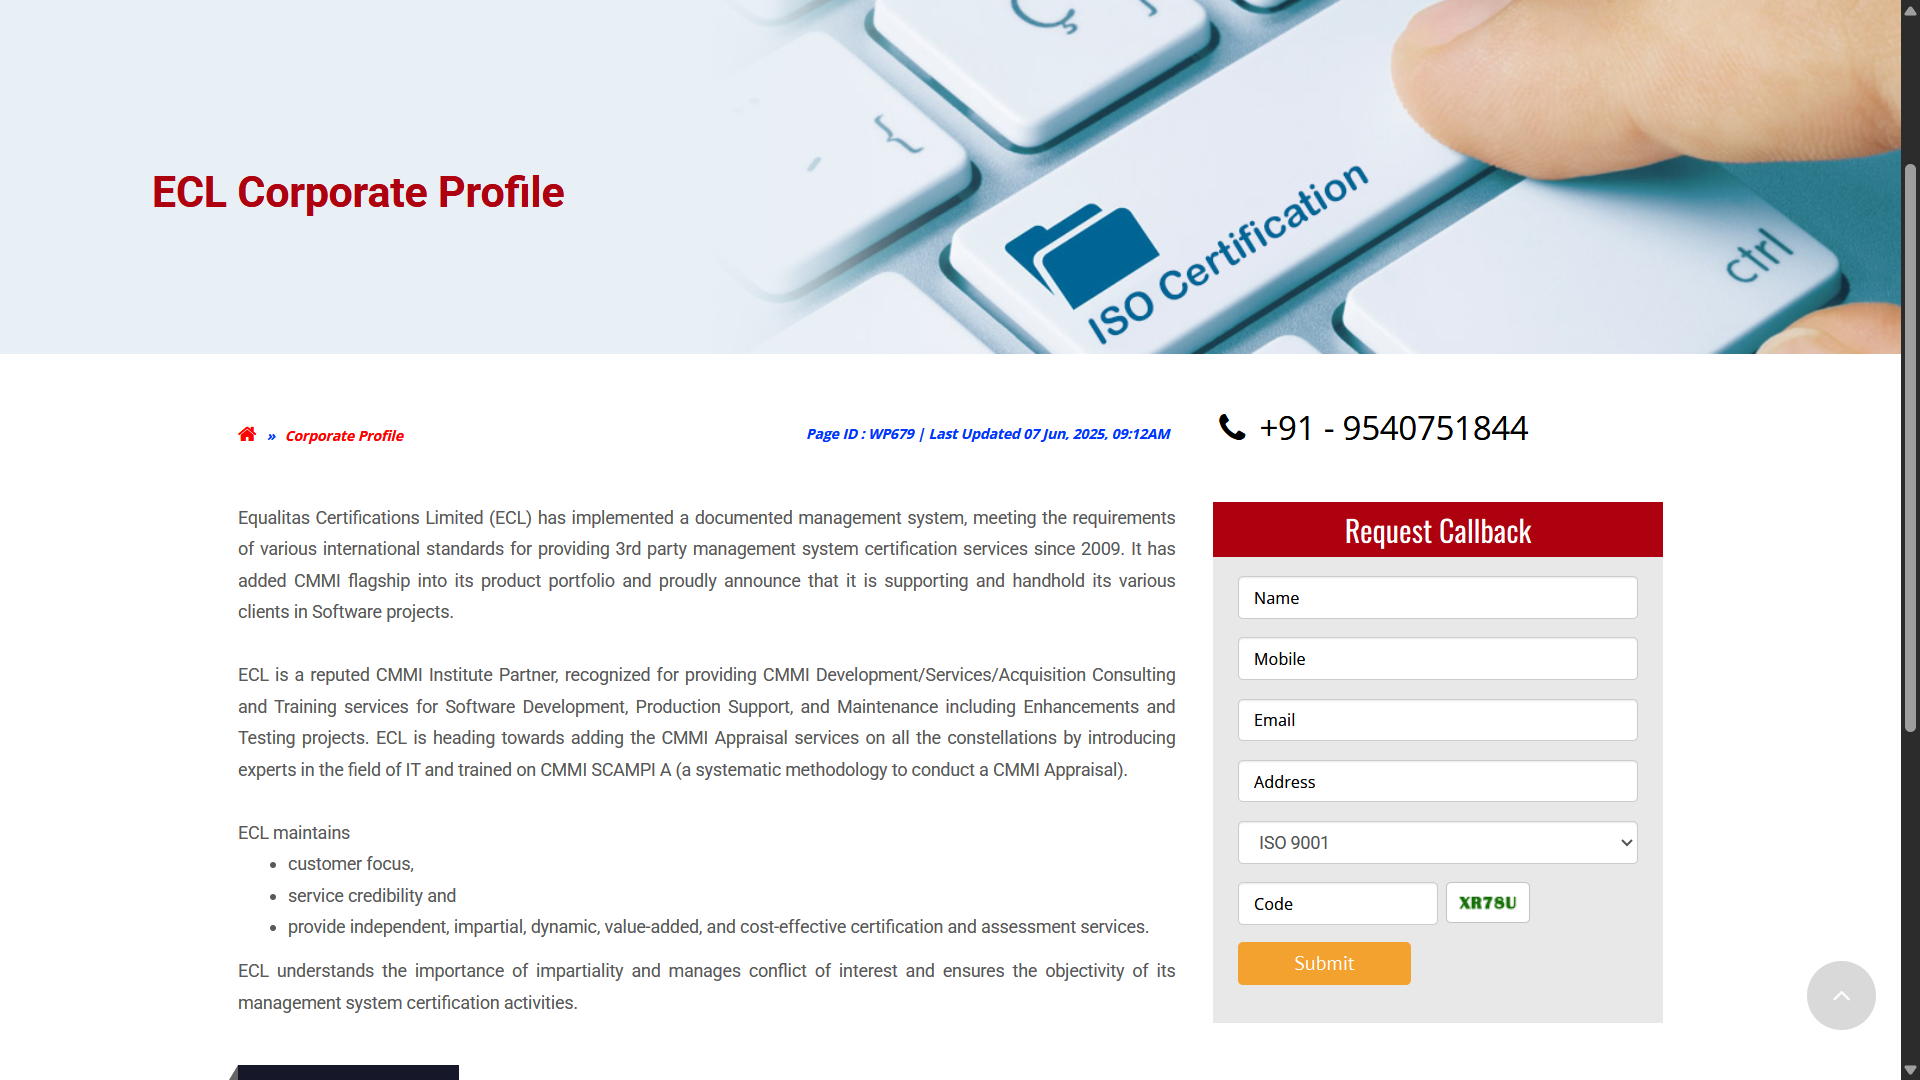 Ç
{
ISO Certification
ctrl
ECL Corporate Profile
» Corporate Profile
Page ID : WP679 | Last Updated 07 Jun, 2025, 09:12AM
+91 - 9540751844
Equalitas Certifications Limited (ECL) has implemented a documented management system, meeting the requirements
of various international standards for providing 3rd party management system certification services since 2009. It has
added CMMI flagship into its product portfolio and proudly announce that it is supporting and handhold its various
clients in Software projects.
ECL is a reputed CMMI Institute Partner, recognized for providing CMMI Development/Services/Acquisition Consulting
and Training services for Software Development, Production Support, and Maintenance including Enhancements and
Testing projects. ECL is heading towards adding the CMMI Appraisal services on all the constellations by introducing
experts in the field of IT and trained on CMMI SCAMPI A (a systematic methodology to conduct a CMMI Appraisal).
ECL maintains
• customer focus,
• service credibility and
• provide independent, impartial, dynamic, value-added, and cost-effective certification and assessment services.
ECL understands the importance of impartiality and manages conflict of interest and ensures the objectivity of its
management system certification activities.
Request Callback
Name
Mobile
Email
Address
ISO 9001
Code
XR78U
Submit